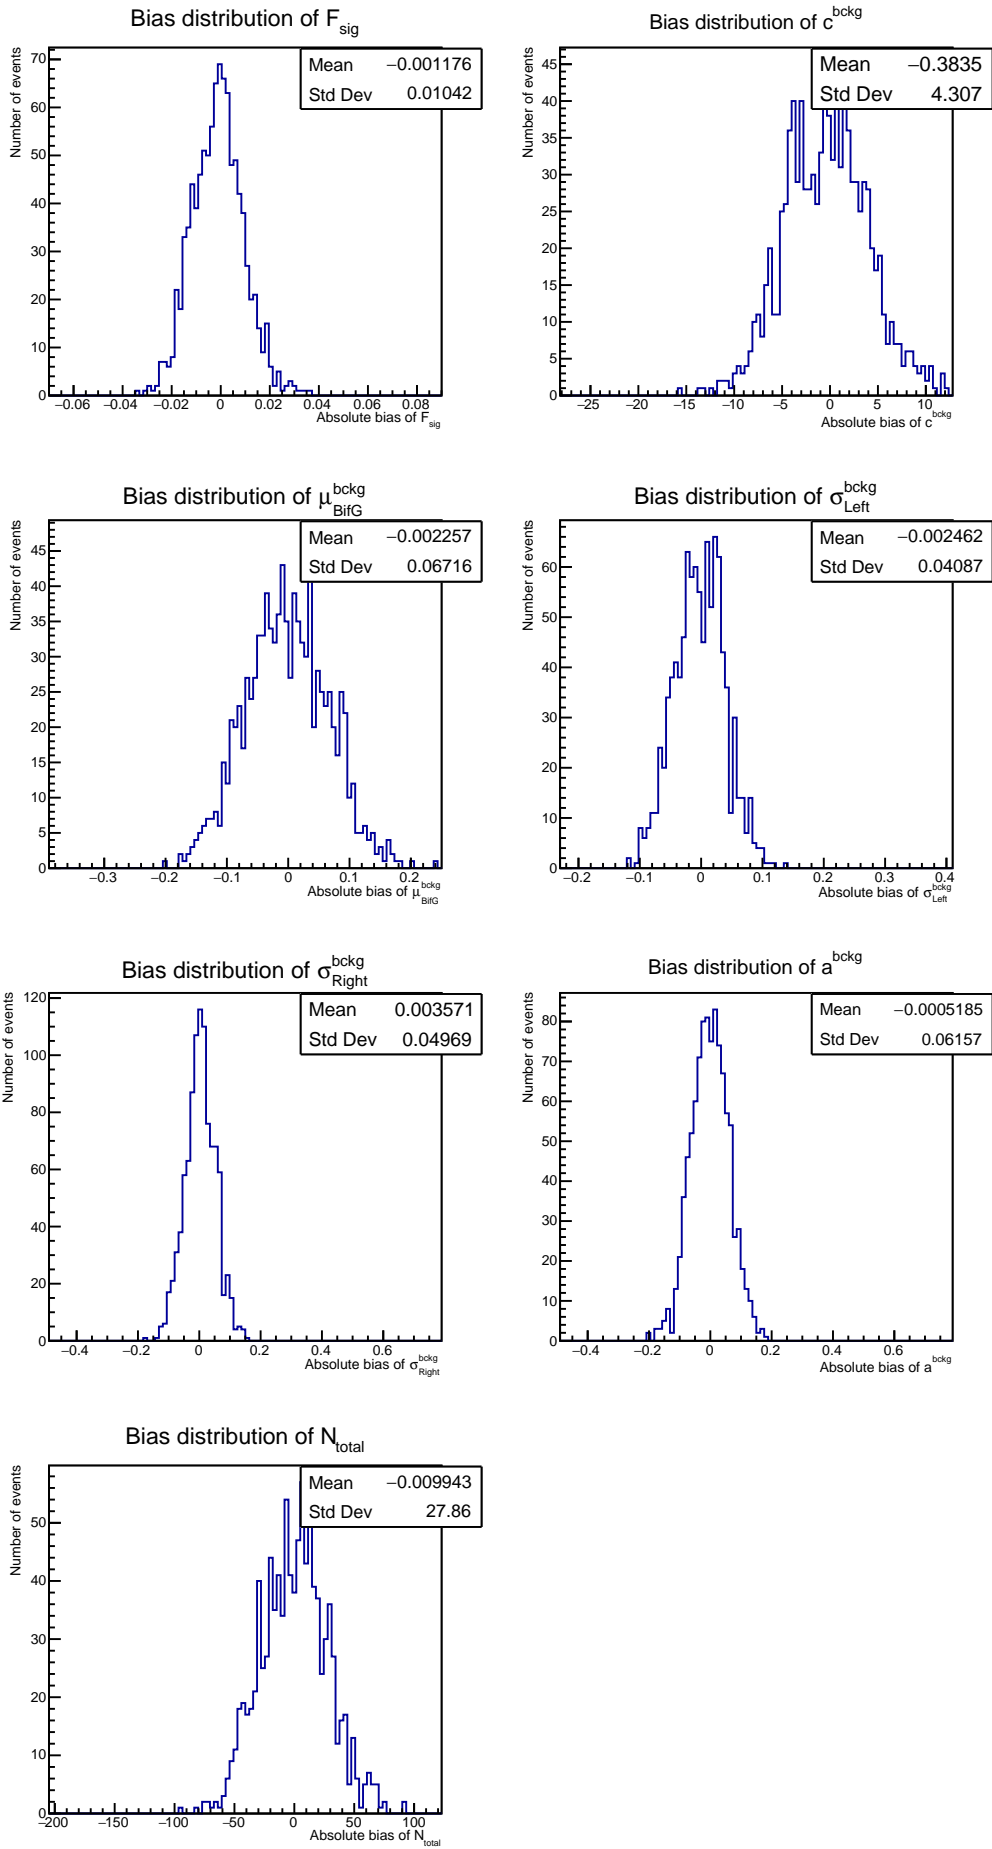 Bias distribution of F_sig
Number of events
70
60
50
40
30
20
10
0
Mean −0.001176
Std Dev 0.01042
−0.06 −0.04 −0.02 0 0.02 0.04 0.06 0.08
Absolute bias of F_sig
Bias distribution of c^bckg
Number of events
45
40
35
30
25
20
15
10
5
0
Mean −0.3835
Std Dev 4.307
−25 −20 −15 −10 −5 0 5 10
Absolute bias of c^bckg
Bias distribution of μ^bckg_BifG
Number of events
45
40
35
30
25
20
15
10
5
0
Mean −0.002257
Std Dev 0.06716
−0.3 −0.2 −0.1 0 0.1 0.2
Absolute bias of μ^bckg_BifG
Bias distribution of σ^bckg_Left
Number of events
60
50
40
30
20
10
0
Mean −0.002462
Std Dev 0.04087
−0.2 −0.1 0 0.1 0.2 0.3 0.4
Absolute bias of σ^bckg_Left
Bias distribution of σ^bckg_Right
Number of events
120
100
80
60
40
20
0
Mean 0.003571
Std Dev 0.04969
−0.4 −0.2 0 0.2 0.4 0.6
Absolute bias of σ^bckg_Right
Bias distribution of a^bckg
Number of events
80
70
60
50
40
30
20
10
0
Mean −0.0005185
Std Dev 0.06157
−0.4 −0.2 0 0.2 0.4 0.6
Absolute bias of a^bckg
Bias distribution of N_total
Number of events
50
40
30
20
10
0
Mean −0.009943
Std Dev 27.86
−200 −150 −100 −50 0 50 100
Absolute bias of N_total